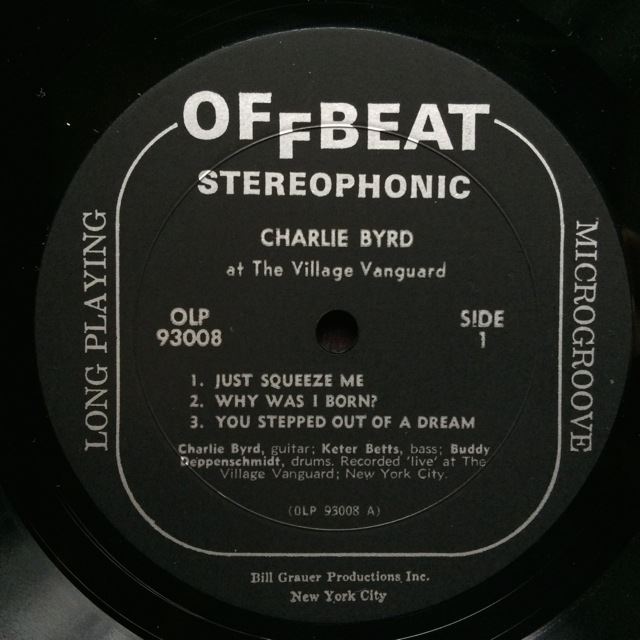 OFFBEAT
STEREOPHONIC
CHARLIE BYRD
at The Village Vanguard
LONG PLAYING
MICROGROOVE
OLP
93008
SIDE
1
1. JUST SQUEEZE ME
2. WHY WAS I BORN?
3. YOU STEPPED OUT OF A DREAM
Charlie Byrd, guitar; Keter Betts, bass; Buddy
Deppenschmidt, drums. Recorded 'live' at The
Village Vanguard; New York City.
(OLP 93008 A)
Bill Grauer Productions Inc.
New York City